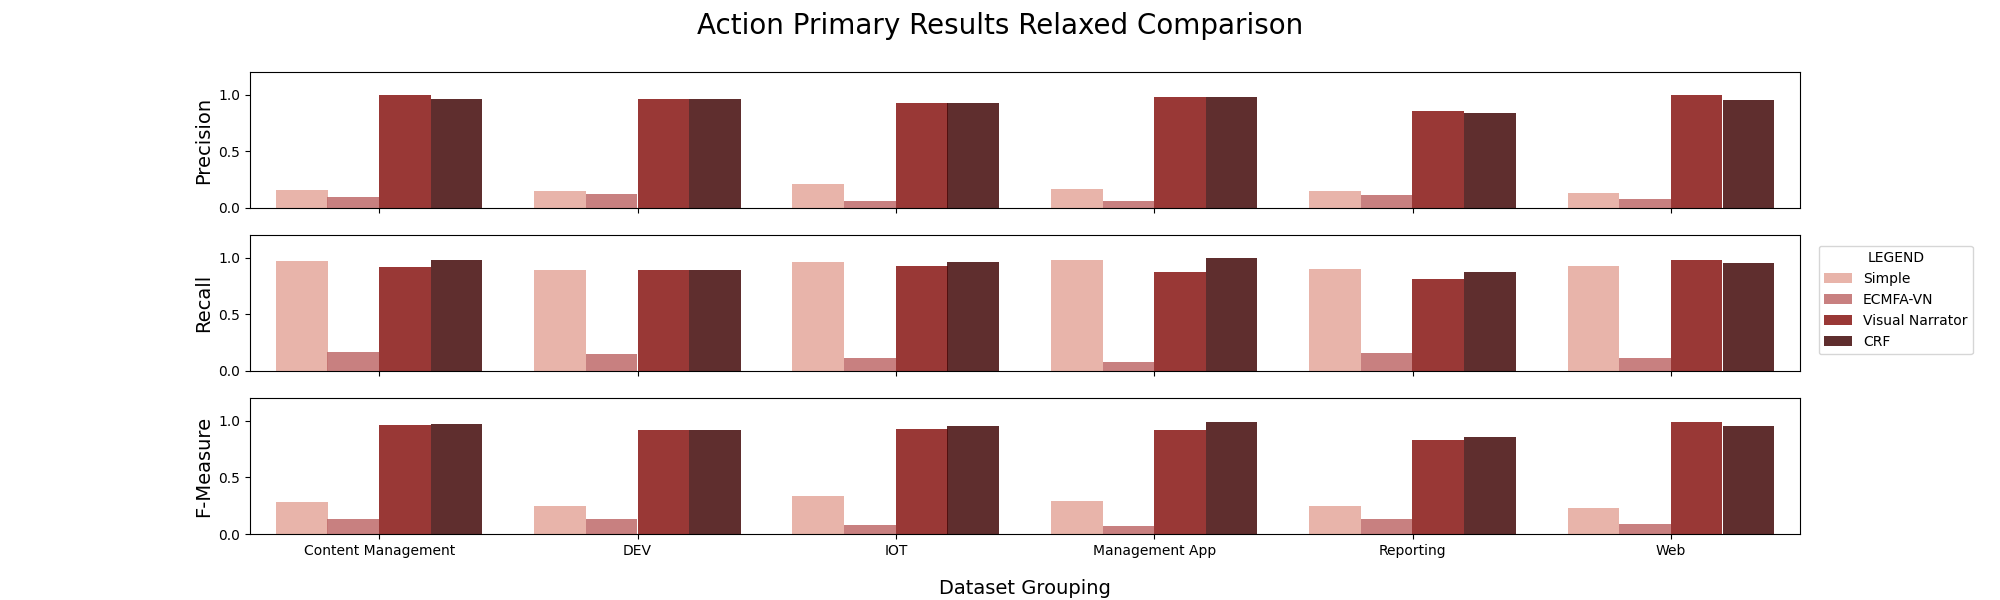 Action Primary Results Relaxed Comparison
Precision
1.0
0.5
0.0
Recall
1.0
0.5
0.0
LEGEND
Simple
ECMFA-VN
Visual Narrator
CRF
F-Measure
1.0
0.5
0.0
Content Management DEV IOT Management App Reporting Web
Dataset Grouping